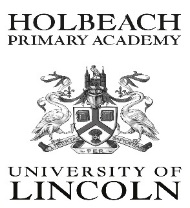 HOLBEACH
PRIMARY ACADEMY
UNIVERSITY OF
LINCOLN